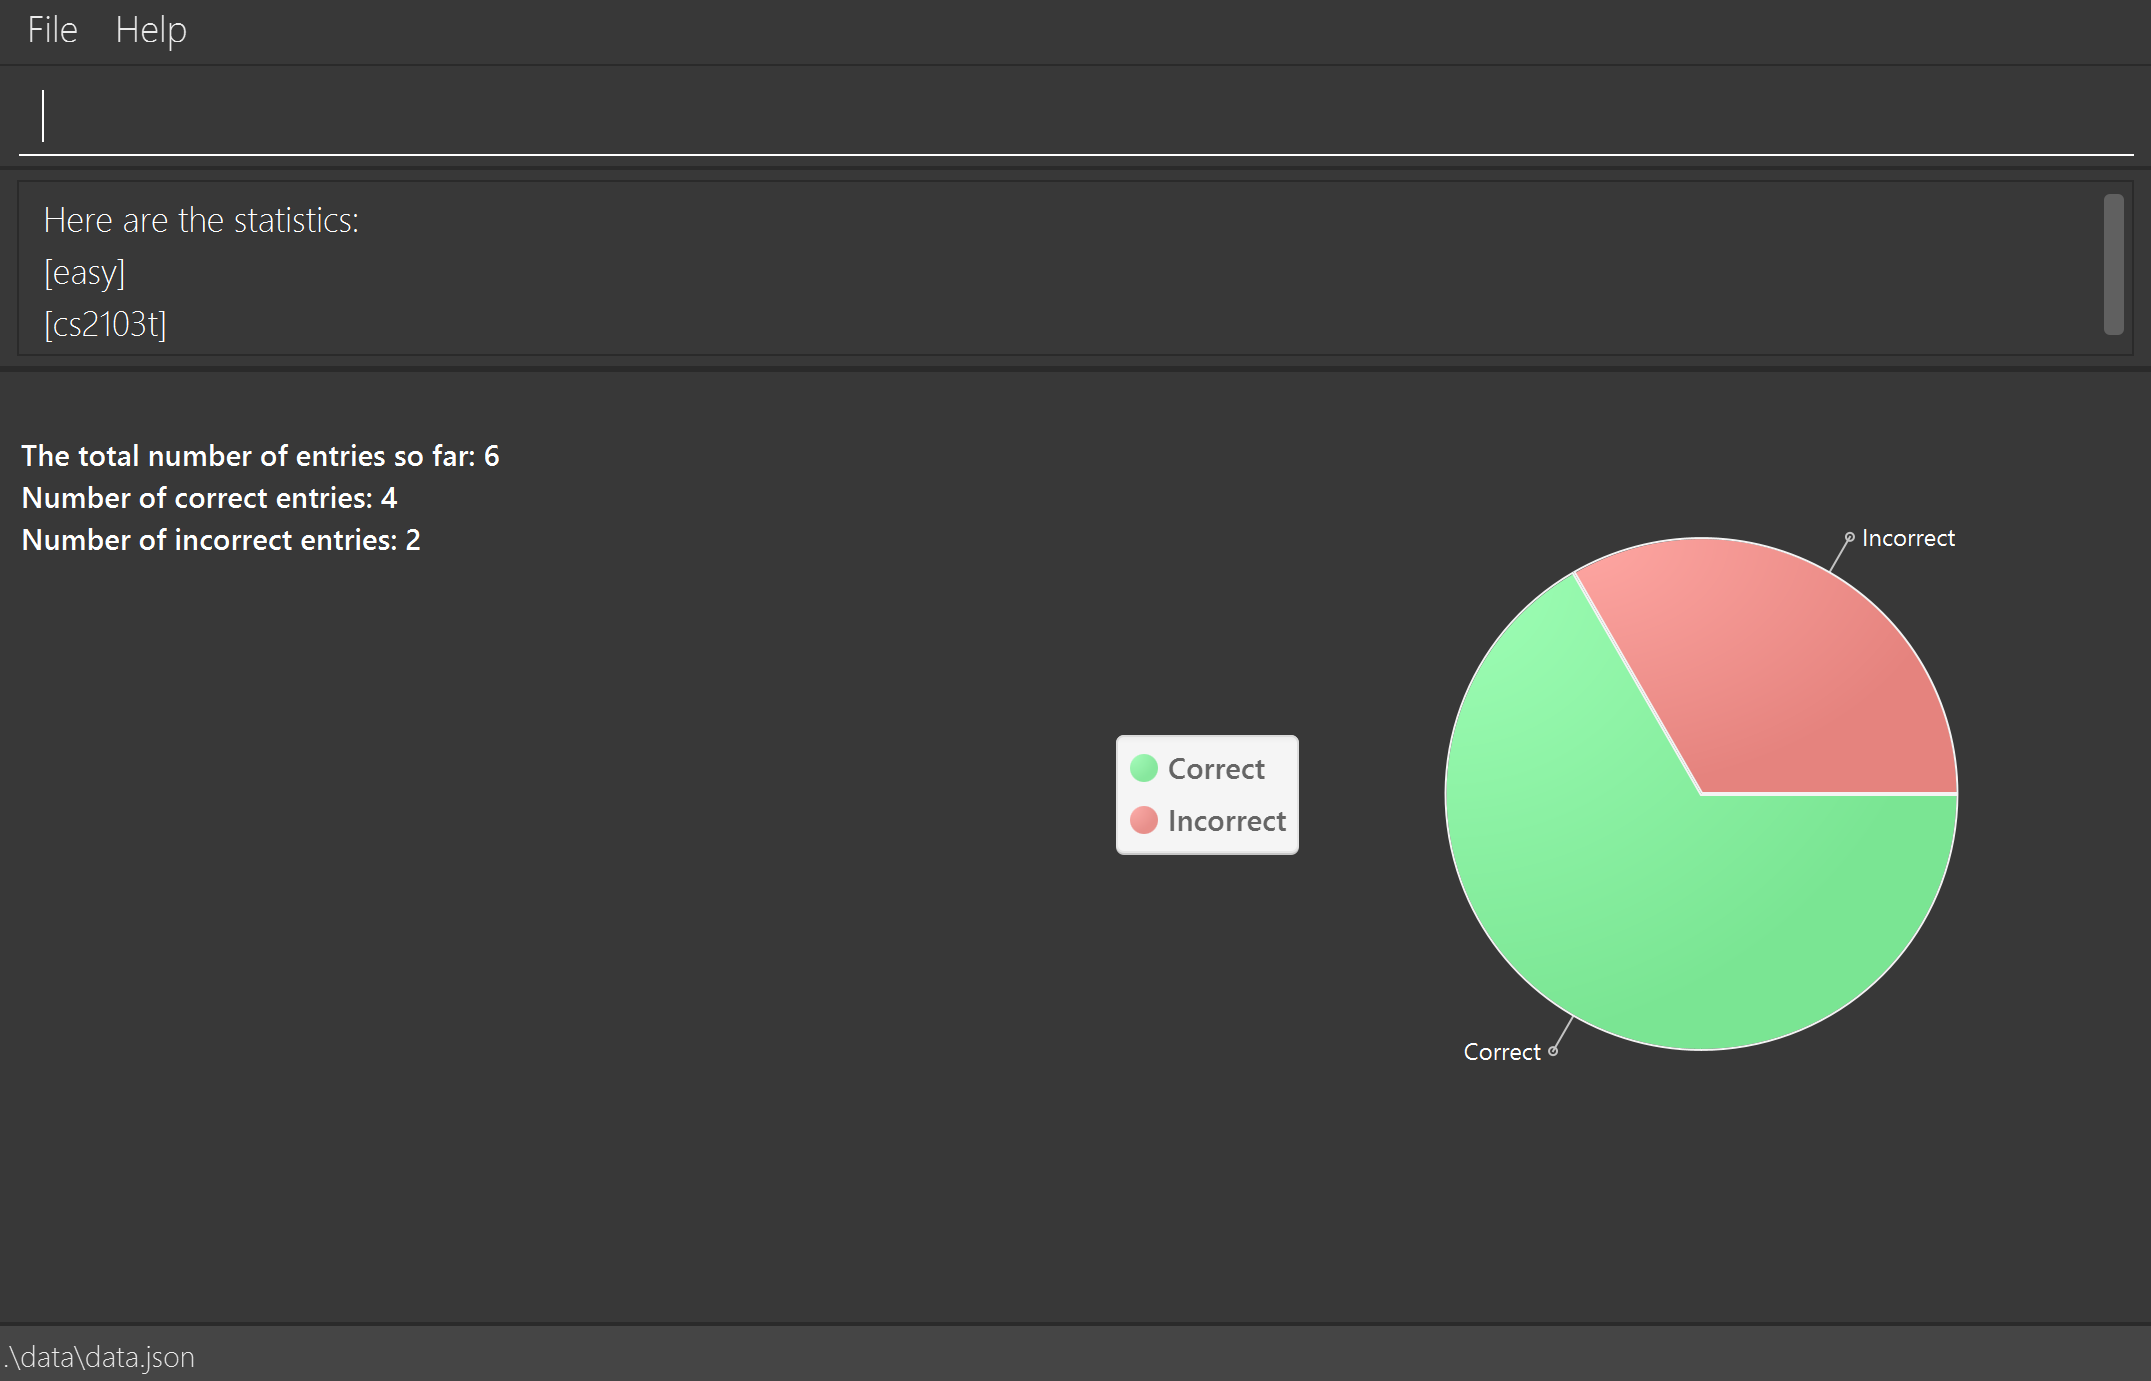 File Help
Here are the statistics:
[easy]
[cs2103t]
The total number of entries so far: 6
Number of correct entries: 4
Number of incorrect entries: 2
Incorrect
Correct
Incorrect
Correct
.\data\data.json